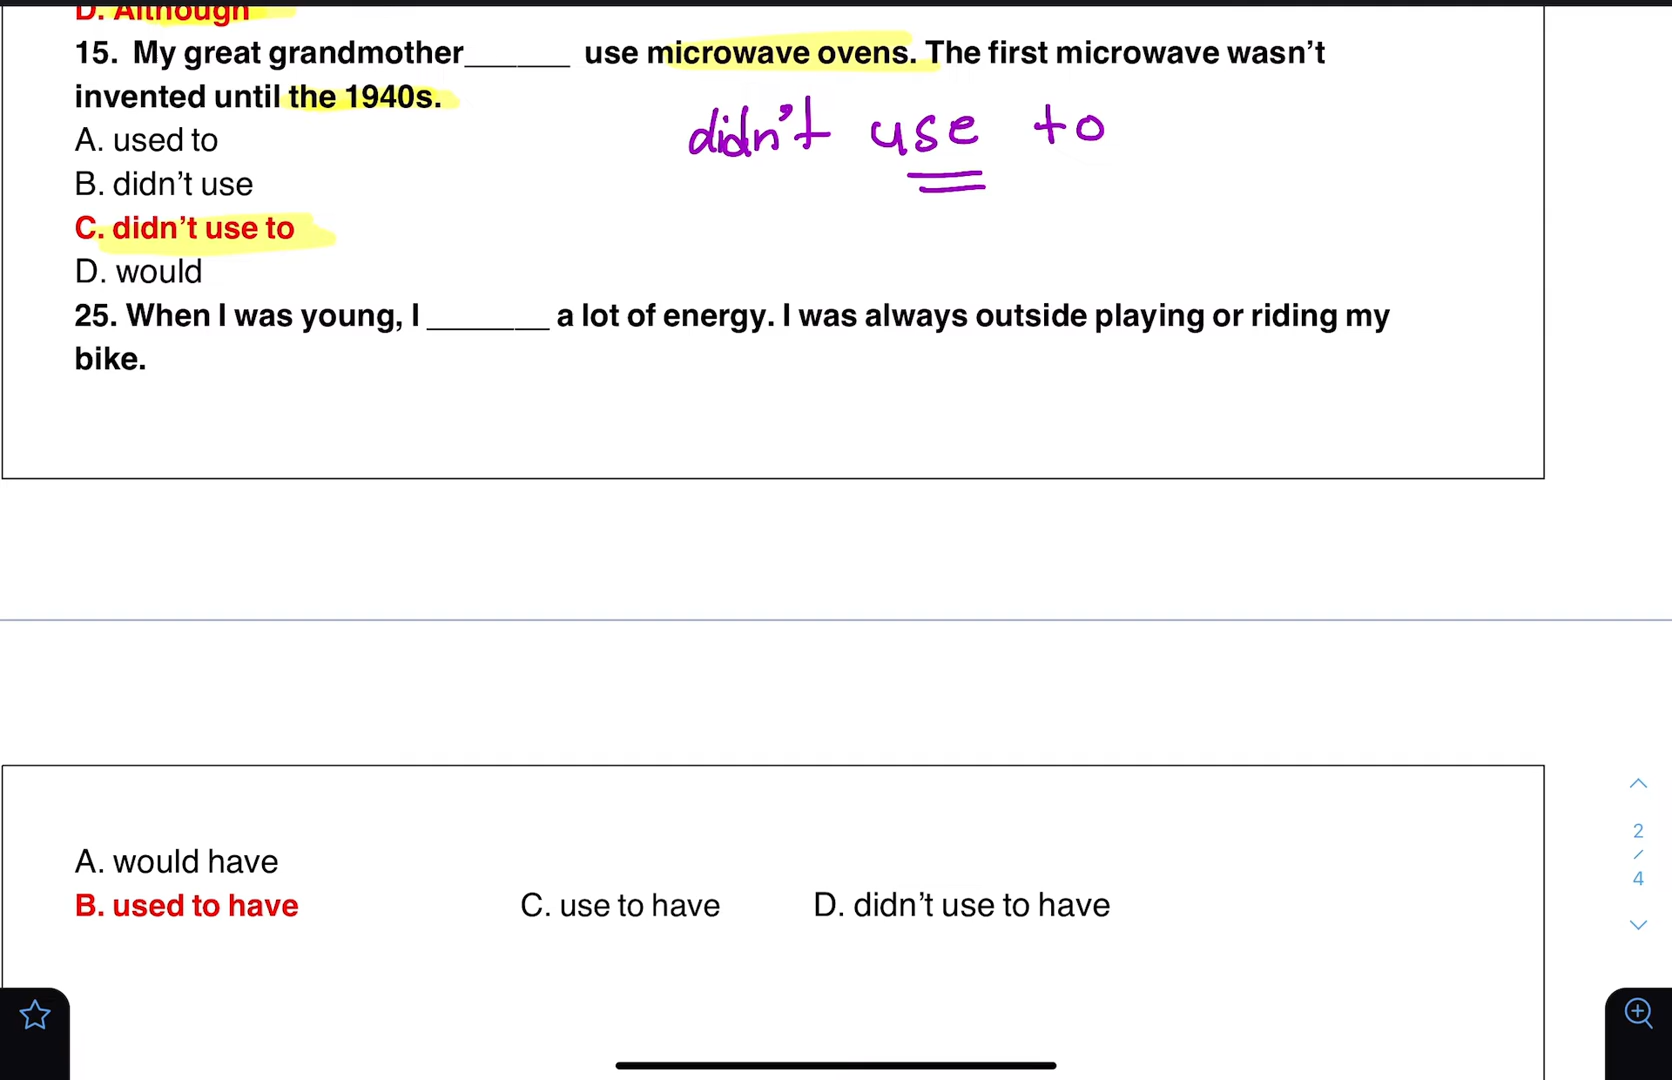 D. Although
15. My great grandmother______ use microwave ovens. The first microwave wasn't
invented until the 1940s.
didn't use to
A. used to
B. didn't use
C. didn't use to
D. would
25. When I was young, I _______ a lot of energy. I was always outside playing or riding my
bike.
A. would have
B. used to have C. use to have D. didn't use to have
2
/
4